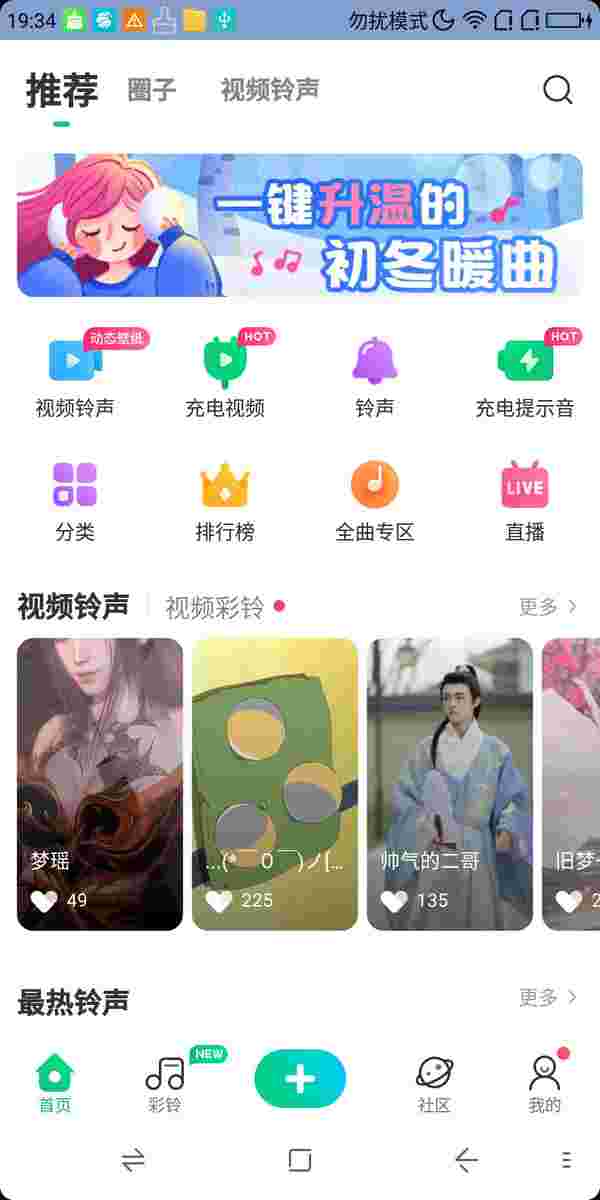 19:34 勿扰模式
推荐 圈子 视频铃声
一键升温的
初冬暖曲
动态壁纸 HOT HOT
视频铃声 充电视频 铃声 充电提示音
LIVE
分类 排行榜 全曲专区 直播
视频铃声 视频彩铃 更多
梦瑶 ...(*￣0￣)ノ[... 帅气的二哥 旧梦
49 225 135 2
最热铃声 更多
NEW
首页 彩铃 社区 我的